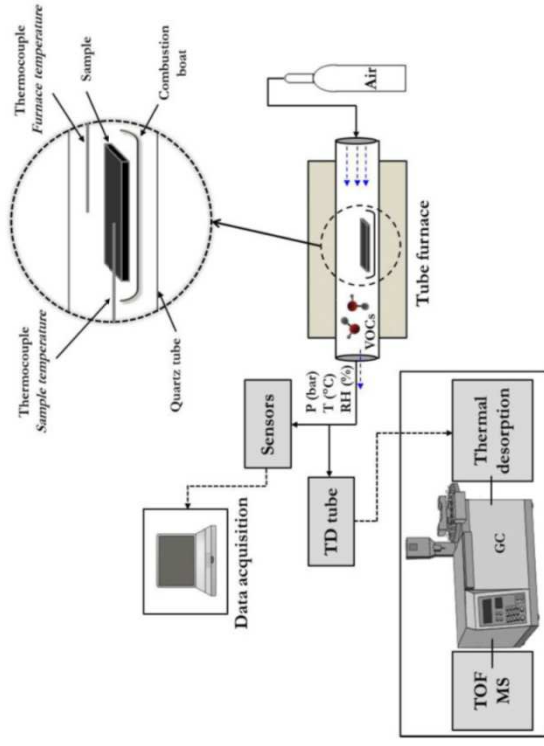 Thermocouple
Sample temperature
Quartz tube
Thermocouple
Furnace temperature
Sample
Combustion
boat
Data acquisition
Sensors
P (bar)
T (°C)
RH (%)
VOCs
Tube furnace
Air
TD tube
TOF
MS
GC
Thermal
desorption